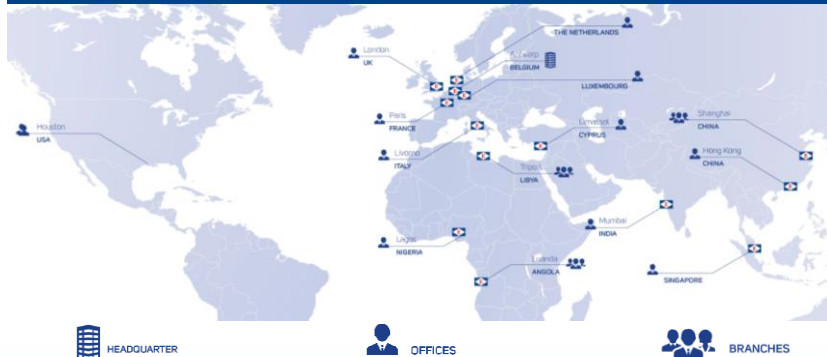 THE NETHERLANDS
London
UK
Antwerp
BELGIUM
LUXEMBOURG
Paris
FRANCE
Shanghai
CHINA
Houston
USA
Limassol
CYPRUS
Livorno
ITALY
Hong Kong
CHINA
Tripoli
LIBYA
Mumbai
INDIA
Lagos
NIGERIA
Luanda
ANGOLA
SINGAPORE
HEADQUARTER
OFFICES
BRANCHES